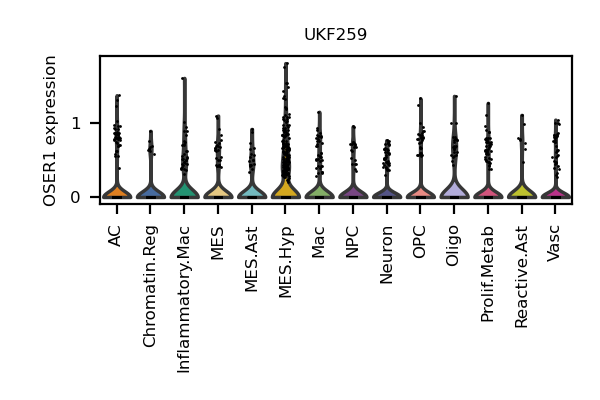 UKF259
OSER1 expression
1
0
AC
Chromatin.Reg
Inflammatory.Mac
MES
MES.Ast
MES.Hyp
Mac
NPC
Neuron
OPC
Oligo
Prolif.Metab
Reactive.Ast
Vasc